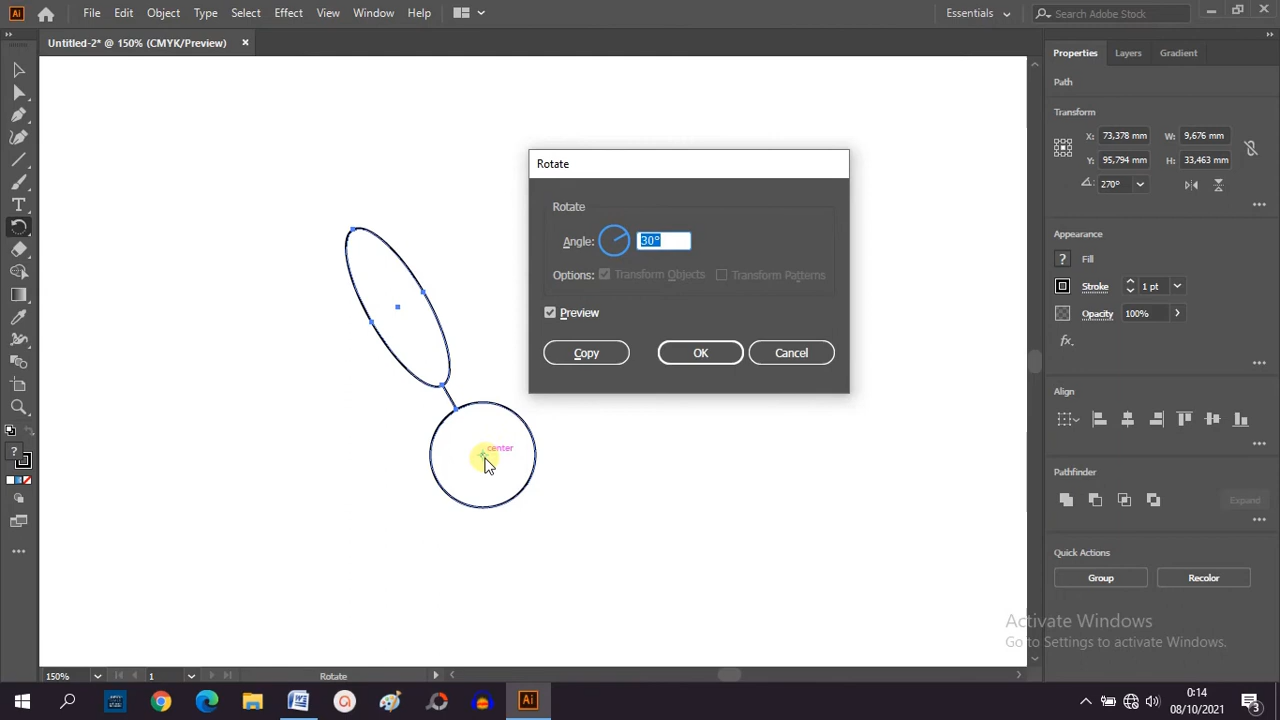 Ai File Edit Object Type Select Effect View Window Help Essentials Search Adobe Stock
Untitled-2* @ 150% (CMYK/Preview)
Properties Layers Gradient
Path
Transform
X: 73,378 mm W: 9,676 mm
Y: 95,794 mm H: 33,463 mm
270°
Appearance
? Fill
Stroke 1 pt
Opacity 100%
fx.
Align
Pathfinder
Expand
Quick Actions
Group Recolor
Rotate
Rotate
Angle: 30°
Options: Transform Objects Transform Patterns
Preview
Copy OK Cancel
center
T
?
Activate Windows
Go to Settings to activate Windows.
150% 1 Rotate
W Ai 0:14
08/10/2021 3